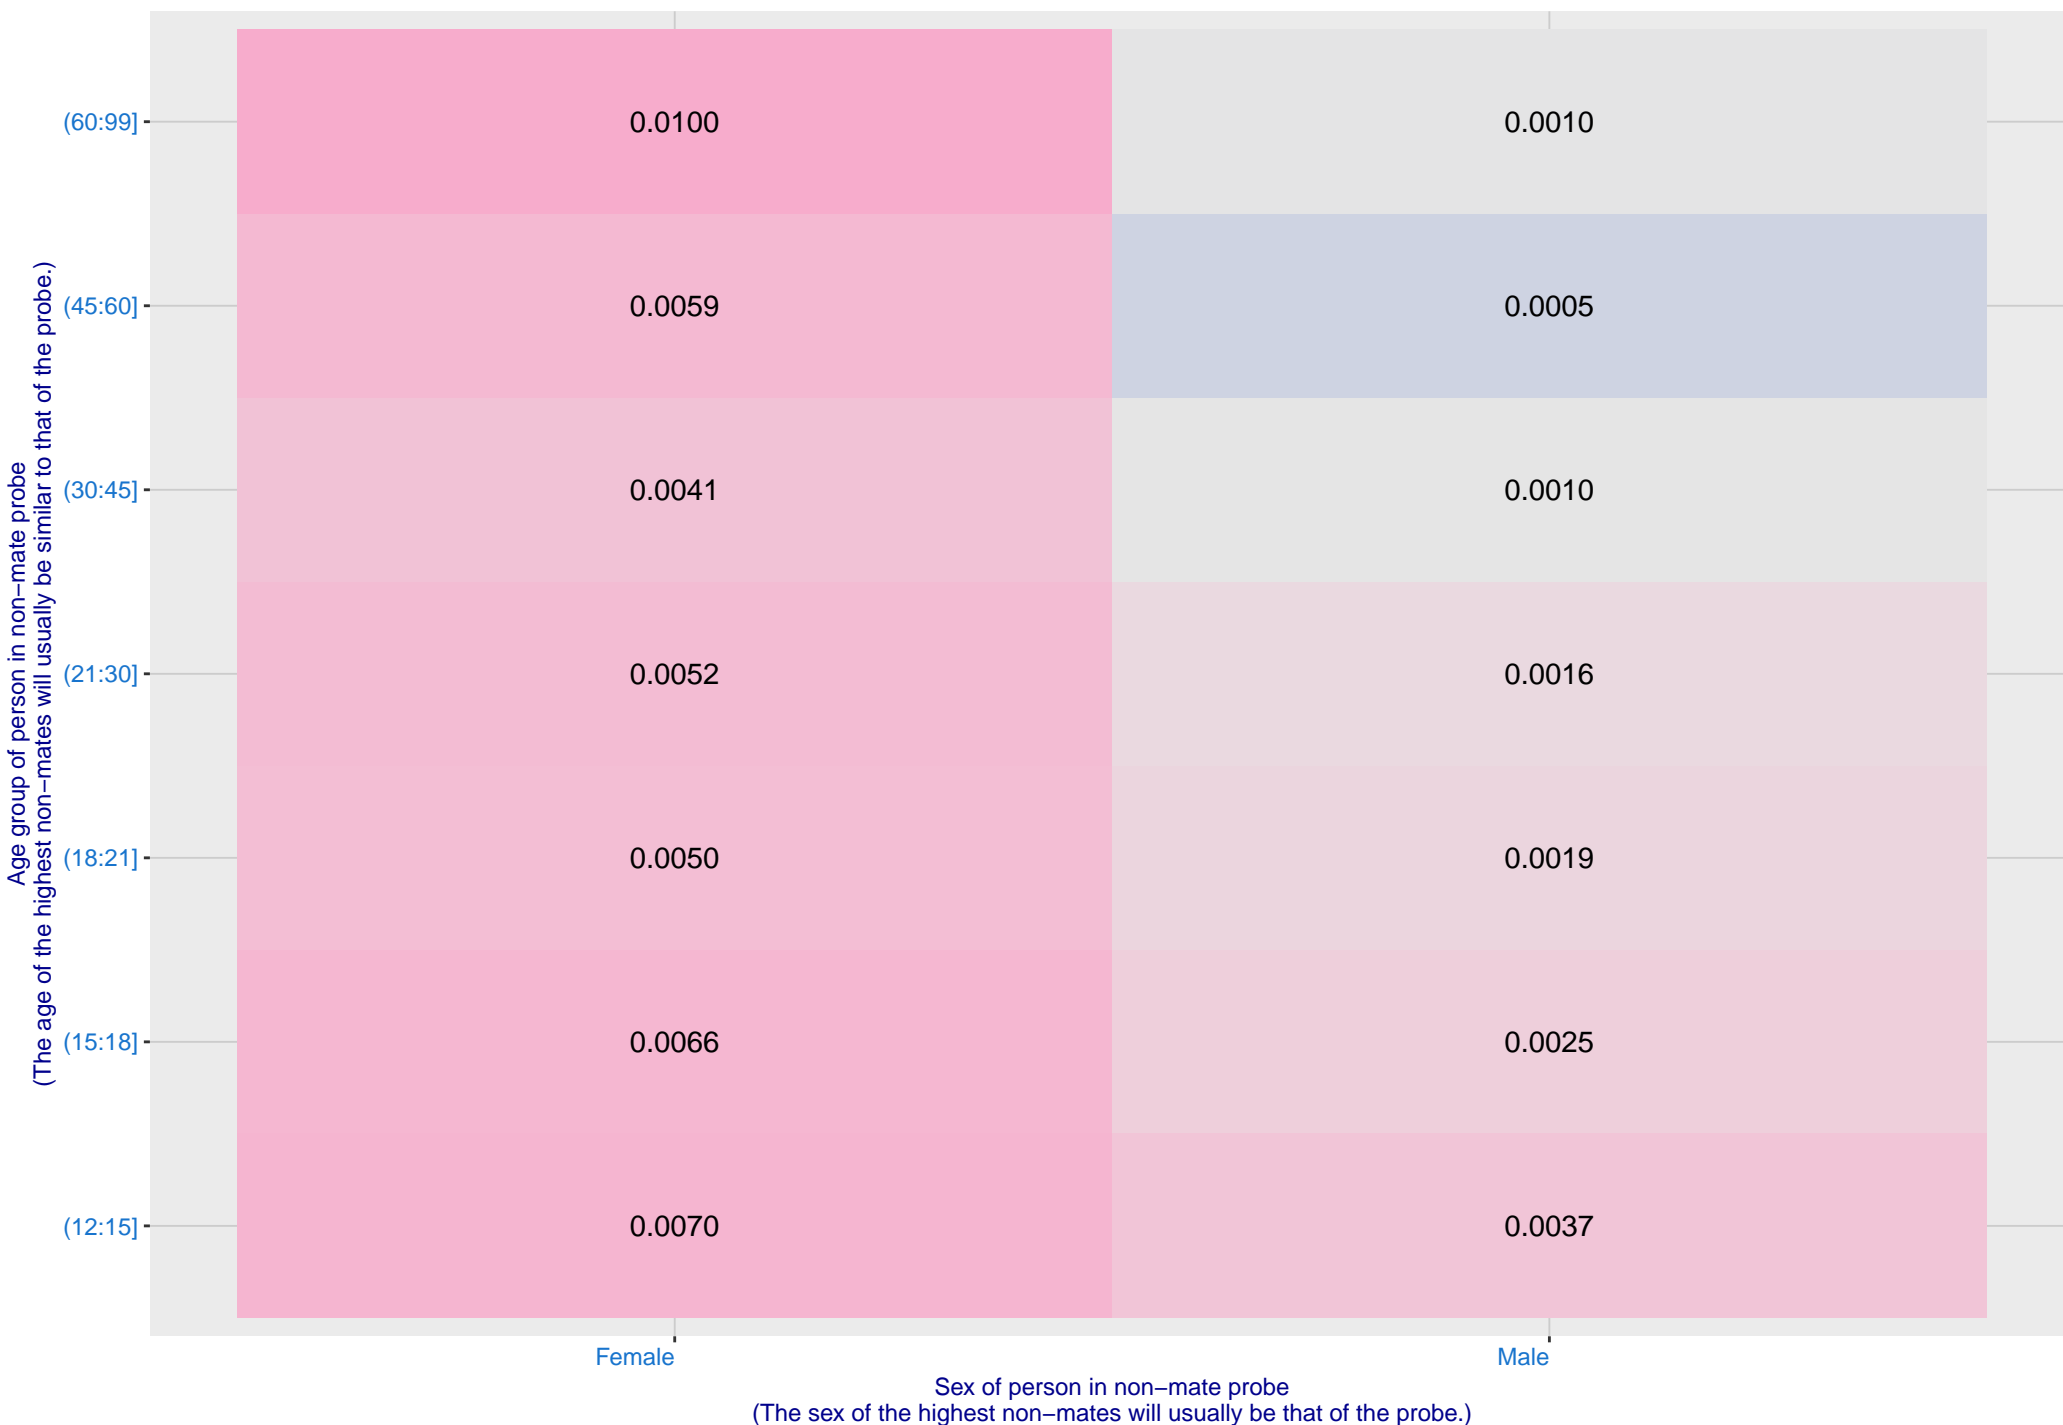 Age group of person in non−mate probe
(The age of the highest non−mates will usually be similar to that of the probe.)
(60:99] 0.0100 0.0010
(45:60] 0.0059 0.0005
(30:45] 0.0041 0.0010
(21:30] 0.0052 0.0016
(18:21] 0.0050 0.0019
(15:18] 0.0066 0.0025
(12:15] 0.0070 0.0037
Female Male
Sex of person in non−mate probe
(The sex of the highest non−mates will usually be that of the probe.)